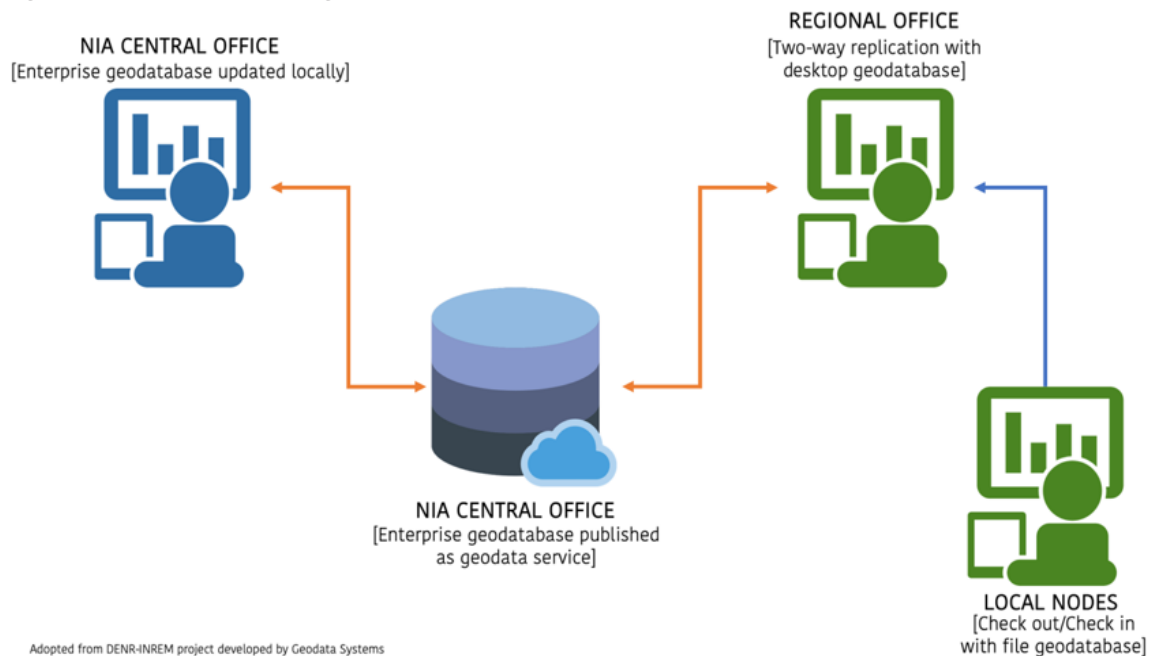 NIA CENTRAL OFFICE
[Enterprise geodatabase updated locally]
REGIONAL OFFICE
[Two-way replication with
desktop geodatabase]
NIA CENTRAL OFFICE
[Enterprise geodatabase published
as geodata service]
LOCAL NODES
[Check out/Check in
with file geodatabase]
Adopted from DENR-INREM project developed by Geodata Systems